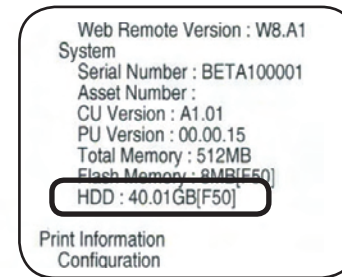 Web Remote Version : W8.A1
System
Serial Number : BETA100001
Asset Number :
CU Version : A1.01
PU Version : 00.00.15
Total Memory : 512MB
Flash Memory : 8MB[F50]
HDD : 40.01GB[F50]
Print Information
Configuration